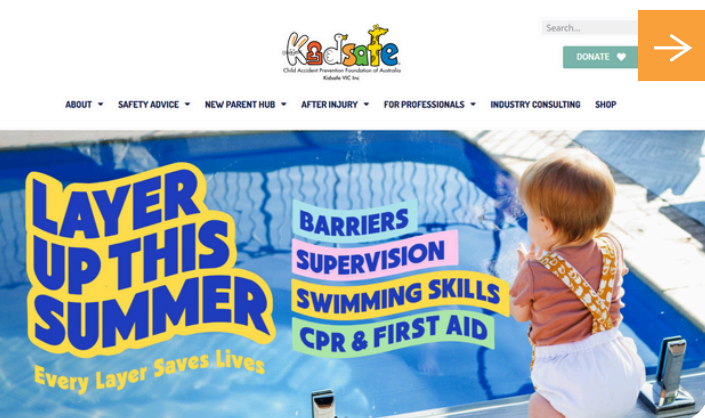 Kidsafe
Child Accident Prevention Foundation of Australia
Kidsafe VIC Inc
Search...
DONATE
ABOUT SAFETY ADVICE NEW PARENT HUB AFTER INJURY FOR PROFESSIONALS INDUSTRY CONSULTING SHOP
LAYER
UP THIS
SUMMER
Every Layer Saves Lives
BARRIERS
SUPERVISION
SWIMMING SKILLS
CPR & FIRST AID